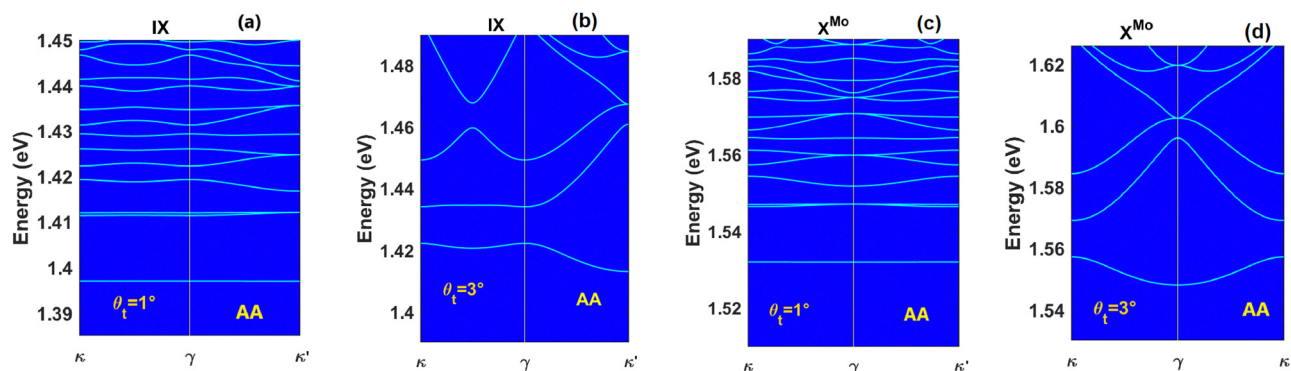 IX (a)
Energy (eV)
1.45
1.44
1.43
1.42
1.41
1.4
1.39
θt=1°
AA
κ γ κ'
IX (b)
Energy (eV)
1.48
1.46
1.44
1.42
1.4
θt=3°
AA
κ γ κ'
X^Mo (c)
Energy (eV)
1.58
1.56
1.54
1.52
θt=1°
AA
κ γ κ'
X^Mo (d)
Energy (eV)
1.62
1.6
1.58
1.56
1.54
θt=3°
AA
κ γ κ'